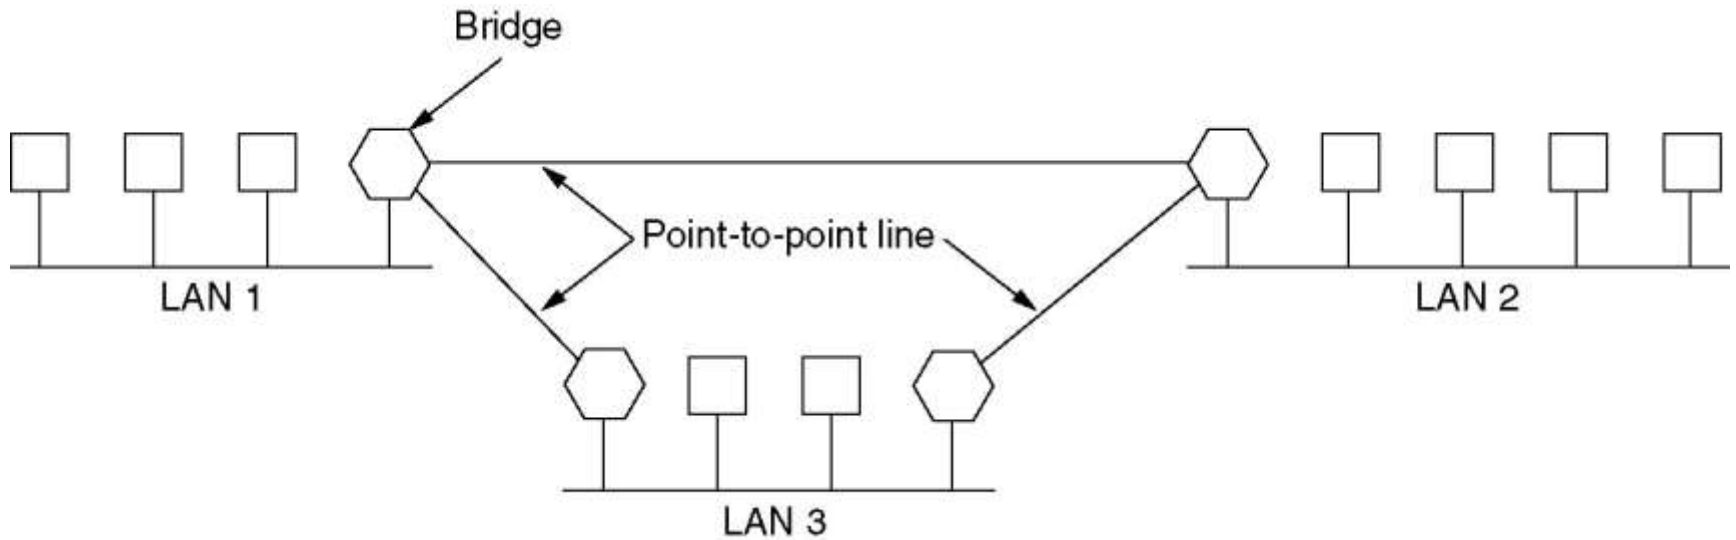 Bridge
Point-to-point line
LAN 1
LAN 2
LAN 3